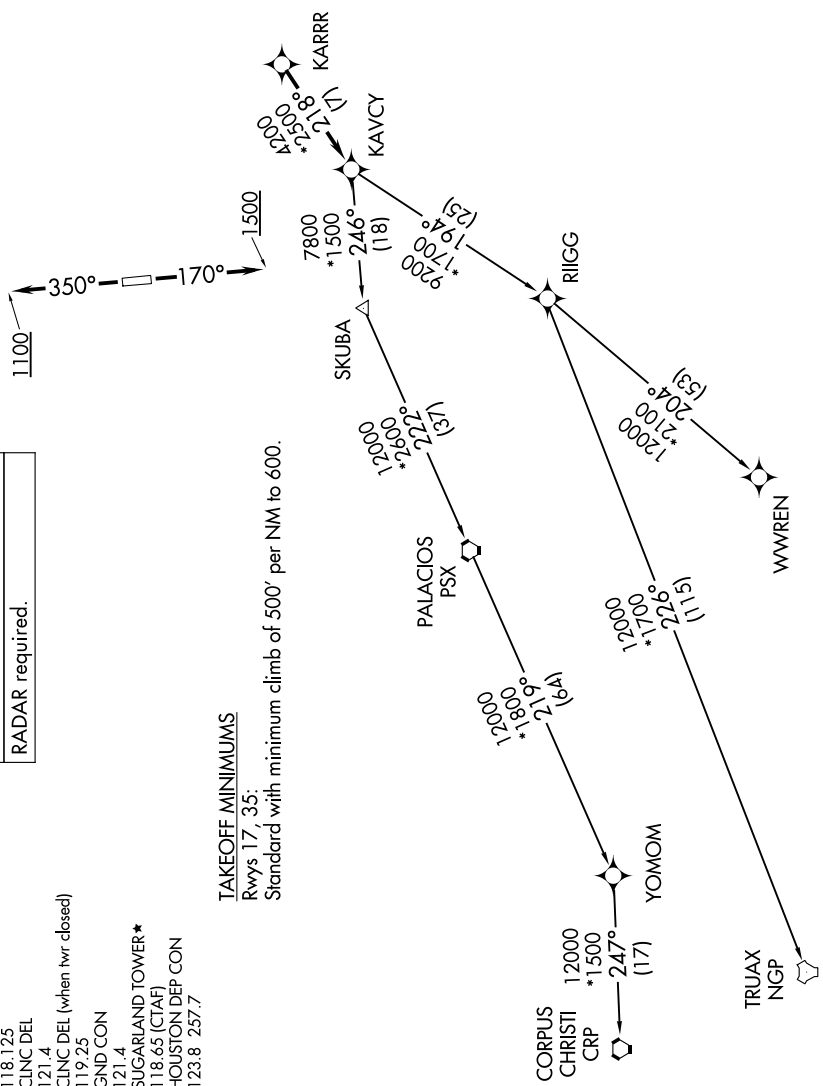 118.125
CLNC DEL
121.4
CLNC DEL (when twr closed)
119.25
GND CON
121.4
SUGARLAND TOWER★
118.65 (CTAF)
HOUSTON DEP CON
123.8 257.7
RADAR required.
TAKEOFF MINIMUMS
Rwys 17, 35:
Standard with minimum climb of 500' per NM to 600.
1100
350°
170°
1500
KARRR
4200
*2500
218°
(7)
KAVCY
7800
*1500
246°
(18)
SKUBA
9200
*1700
194°
(25)
RIIGG
12000
*2600
222°
(37)
PALACIOS
PSX
12000
*2100
204°
(53)
WWREN
12000
*1800
219°
(64)
YOMOM
12000
*1700
226°
(115)
TRUAX
NGP
12000
*1500
247°
(17)
CORPUS
CHRISTI
CRP